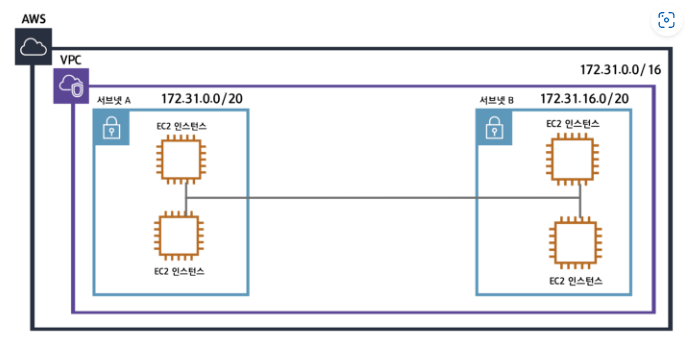 AWS
VPC
172.31.0.0/16
서브넷 A
172.31.0.0/20
서브넷 B
172.31.16.0/20
EC2 인스턴스
EC2 인스턴스
EC2 인스턴스
EC2 인스턴스